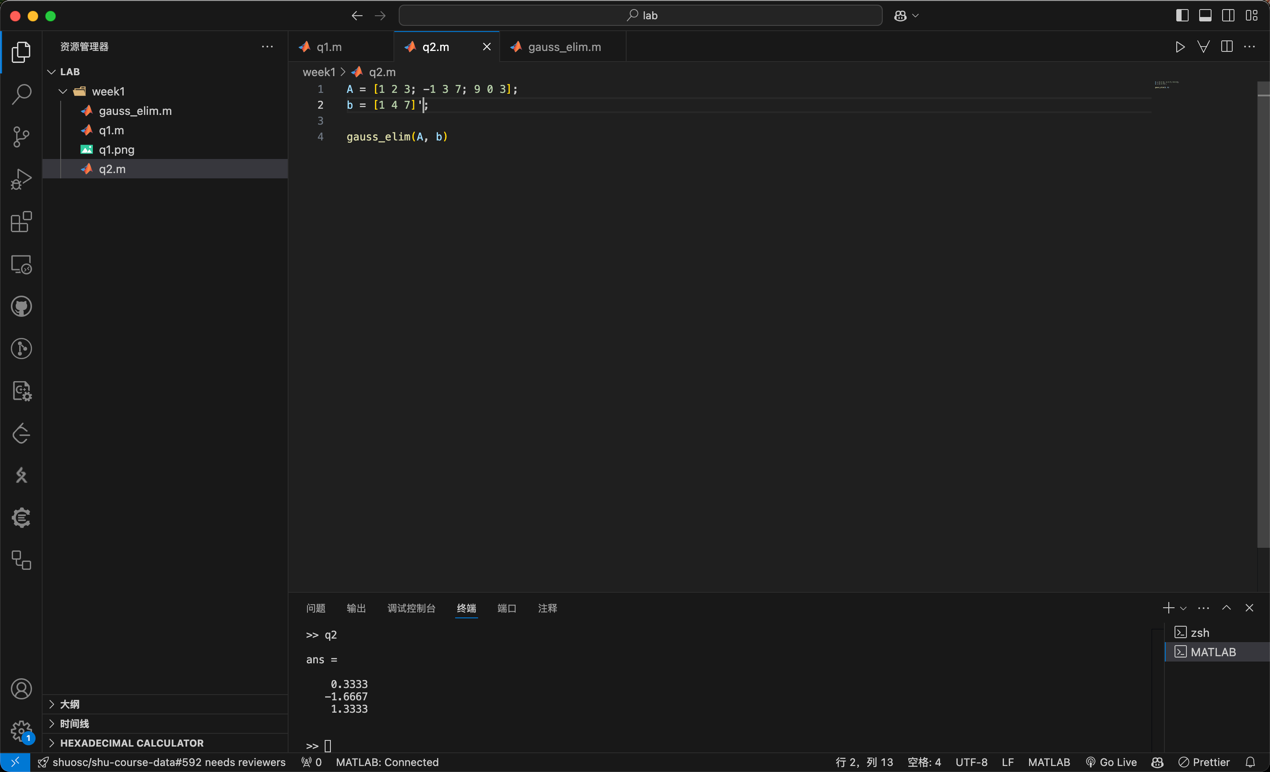 lab
资源管理器
LAB
week1
gauss_elim.m
q1.m
q1.png
q2.m
q1.m
q2.m
gauss_elim.m
week1 > q2.m
1 A = [1 2 3; -1 3 7; 9 0 3];
2 b = [1 4 7]';
3
4 gauss_elim(A, b)
问题 输出 调试控制台 终端 端口 注释
>> q2
ans =
0.3333
-1.6667
1.3333
>>
zsh
MATLAB
大纲
时间线
HEXADECIMAL CALCULATOR
1
shuosc/shu-course-data#592 needs reviewers 0 MATLAB: Connected 行 2，列 13 空格: 4 UTF-8 LF MATLAB Go Live Prettier